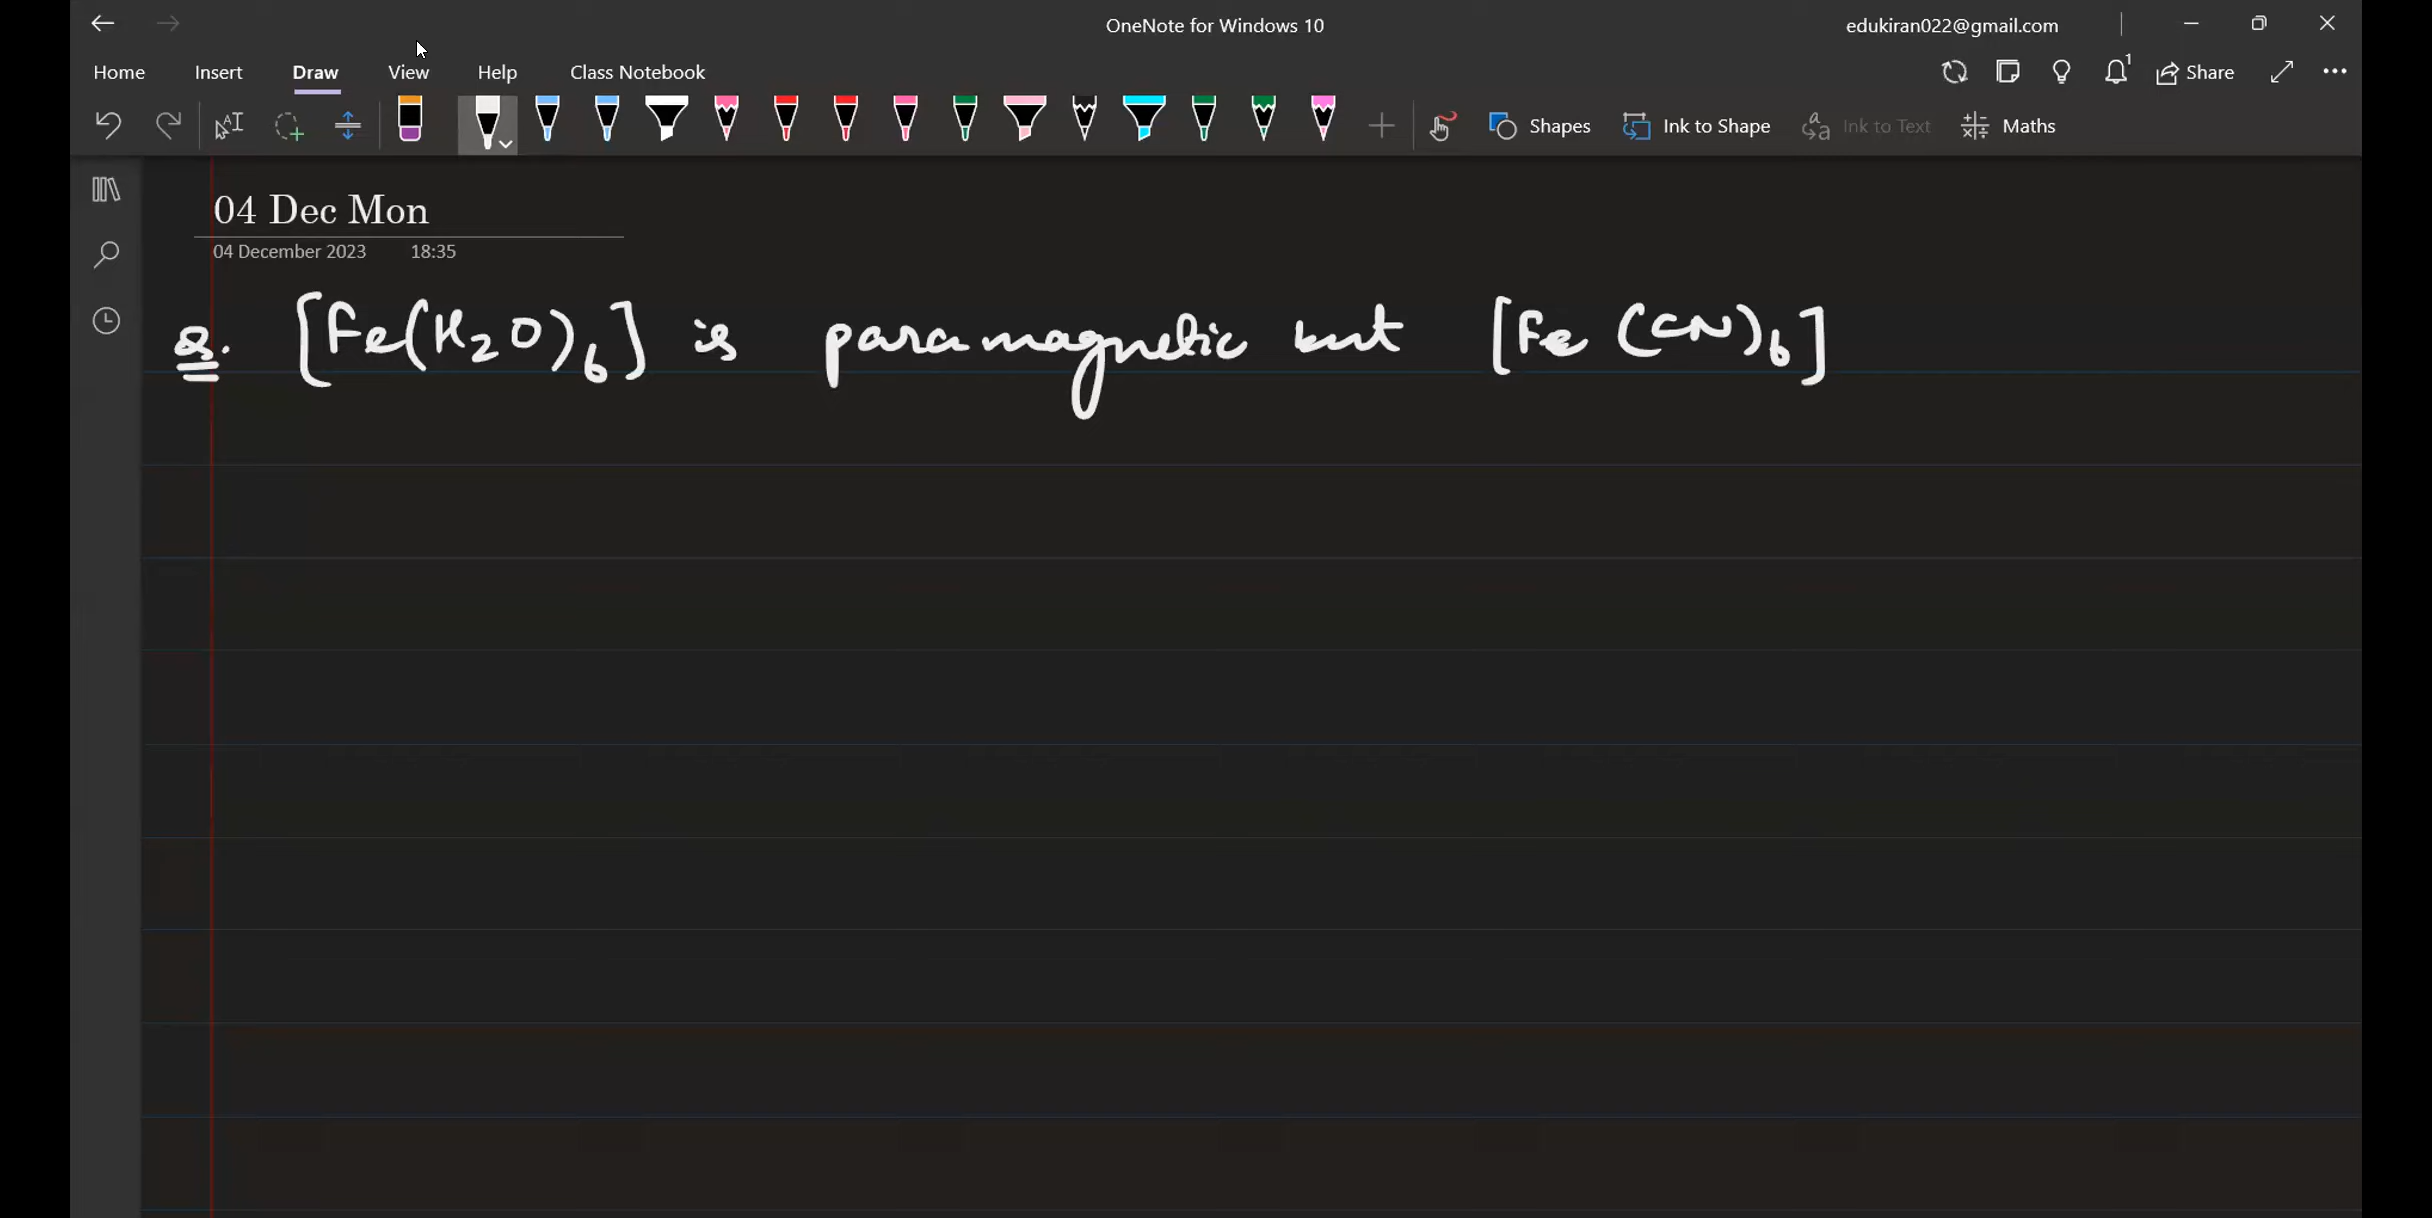 OneNote for Windows 10
edukiran022@gmail.com
Home Insert Draw View Help Class Notebook
1
Share
Shapes Ink to Shape Ink to Text Maths
04 Dec Mon
04 December 2023 18:35
Q. [Fe(H₂O)₆] is paramagnetic but [Fe (CN)₆]